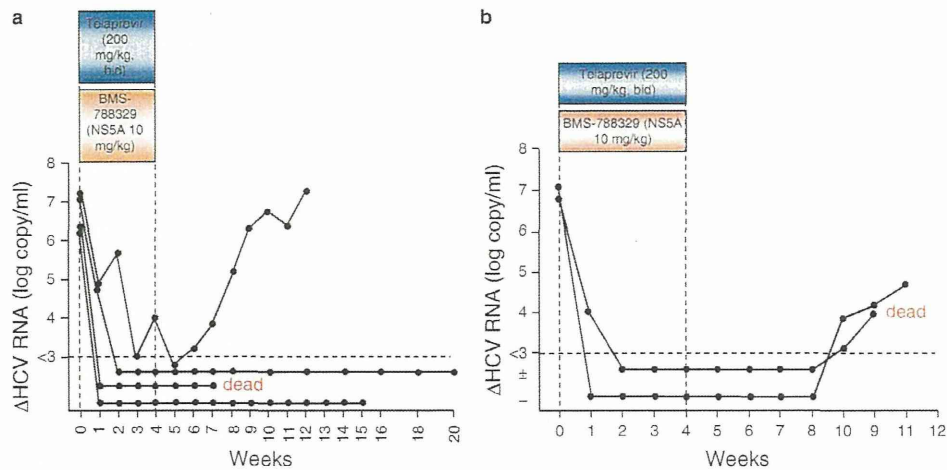 a
Telaprevir
(200
mg/kg,
bid)
BMS-
788329
(NS5A 10
mg/kg)
8
7
6
5
4
<3
ΔHCV RNA (log copy/ml)
dead
0 1 2 3 4 5 6 7 8 9 10 11 12 13 14 15 16 18 20
Weeks
b
Telaprevir (200
mg/kg, bid)
BMS-788329 (NS5A
10 mg/kg)
8
7
6
5
4
<3
±
–
ΔHCV RNA (log copy/ml)
dead
0 1 2 3 4 5 6 7 8 10 9 11 12
Weeks